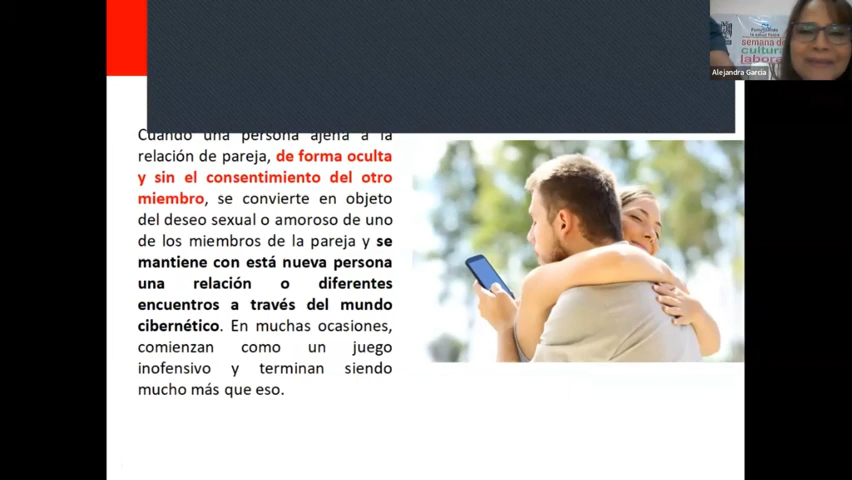 Alejandra García
semana de
cultura
laboral
Cuando una persona ajena a la
relación de pareja, de forma oculta
y sin el consentimiento del otro
miembro, se convierte en objeto
del deseo sexual o amoroso de uno
de los miembros de la pareja y se
mantiene con está nueva persona
una relación o diferentes
encuentros a través del mundo
cibernético. En muchas ocasiones,
comienzan como un juego
inofensivo y terminan siendo
mucho más que eso.